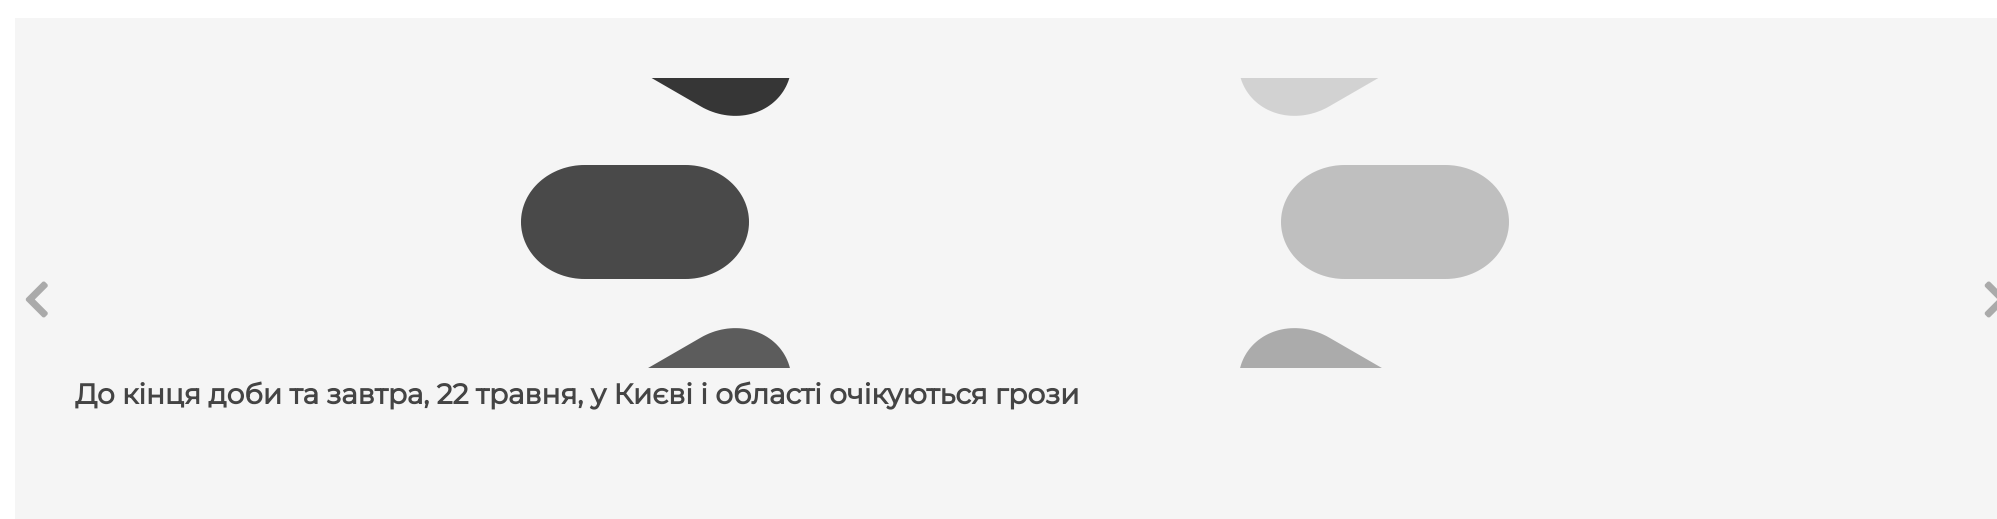 До кінця доби та завтра, 22 травня, у Києві і області очікуються грози